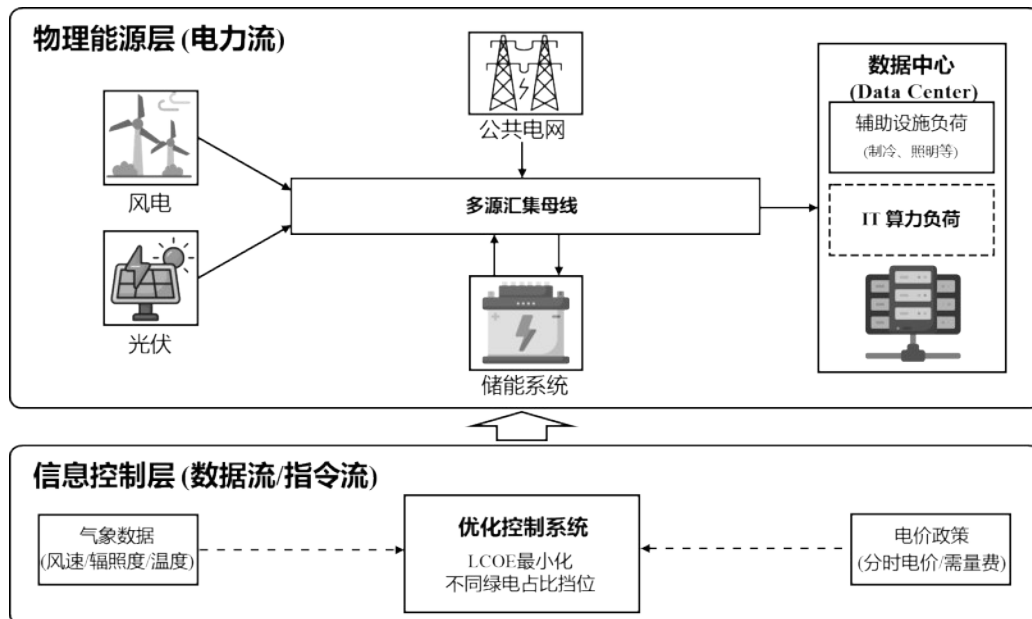 物理能源层 (电力流)
风电
光伏
公共电网
多源汇集母线
储能系统
数据中心
(Data Center)
辅助设施负荷
(制冷、照明等)
IT 算力负荷
信息控制层 (数据流/指令流)
气象数据
(风速/辐照度/温度)
优化控制系统
LCOE最小化
不同绿电占比挡位
电价政策
(分时电价/需量费)